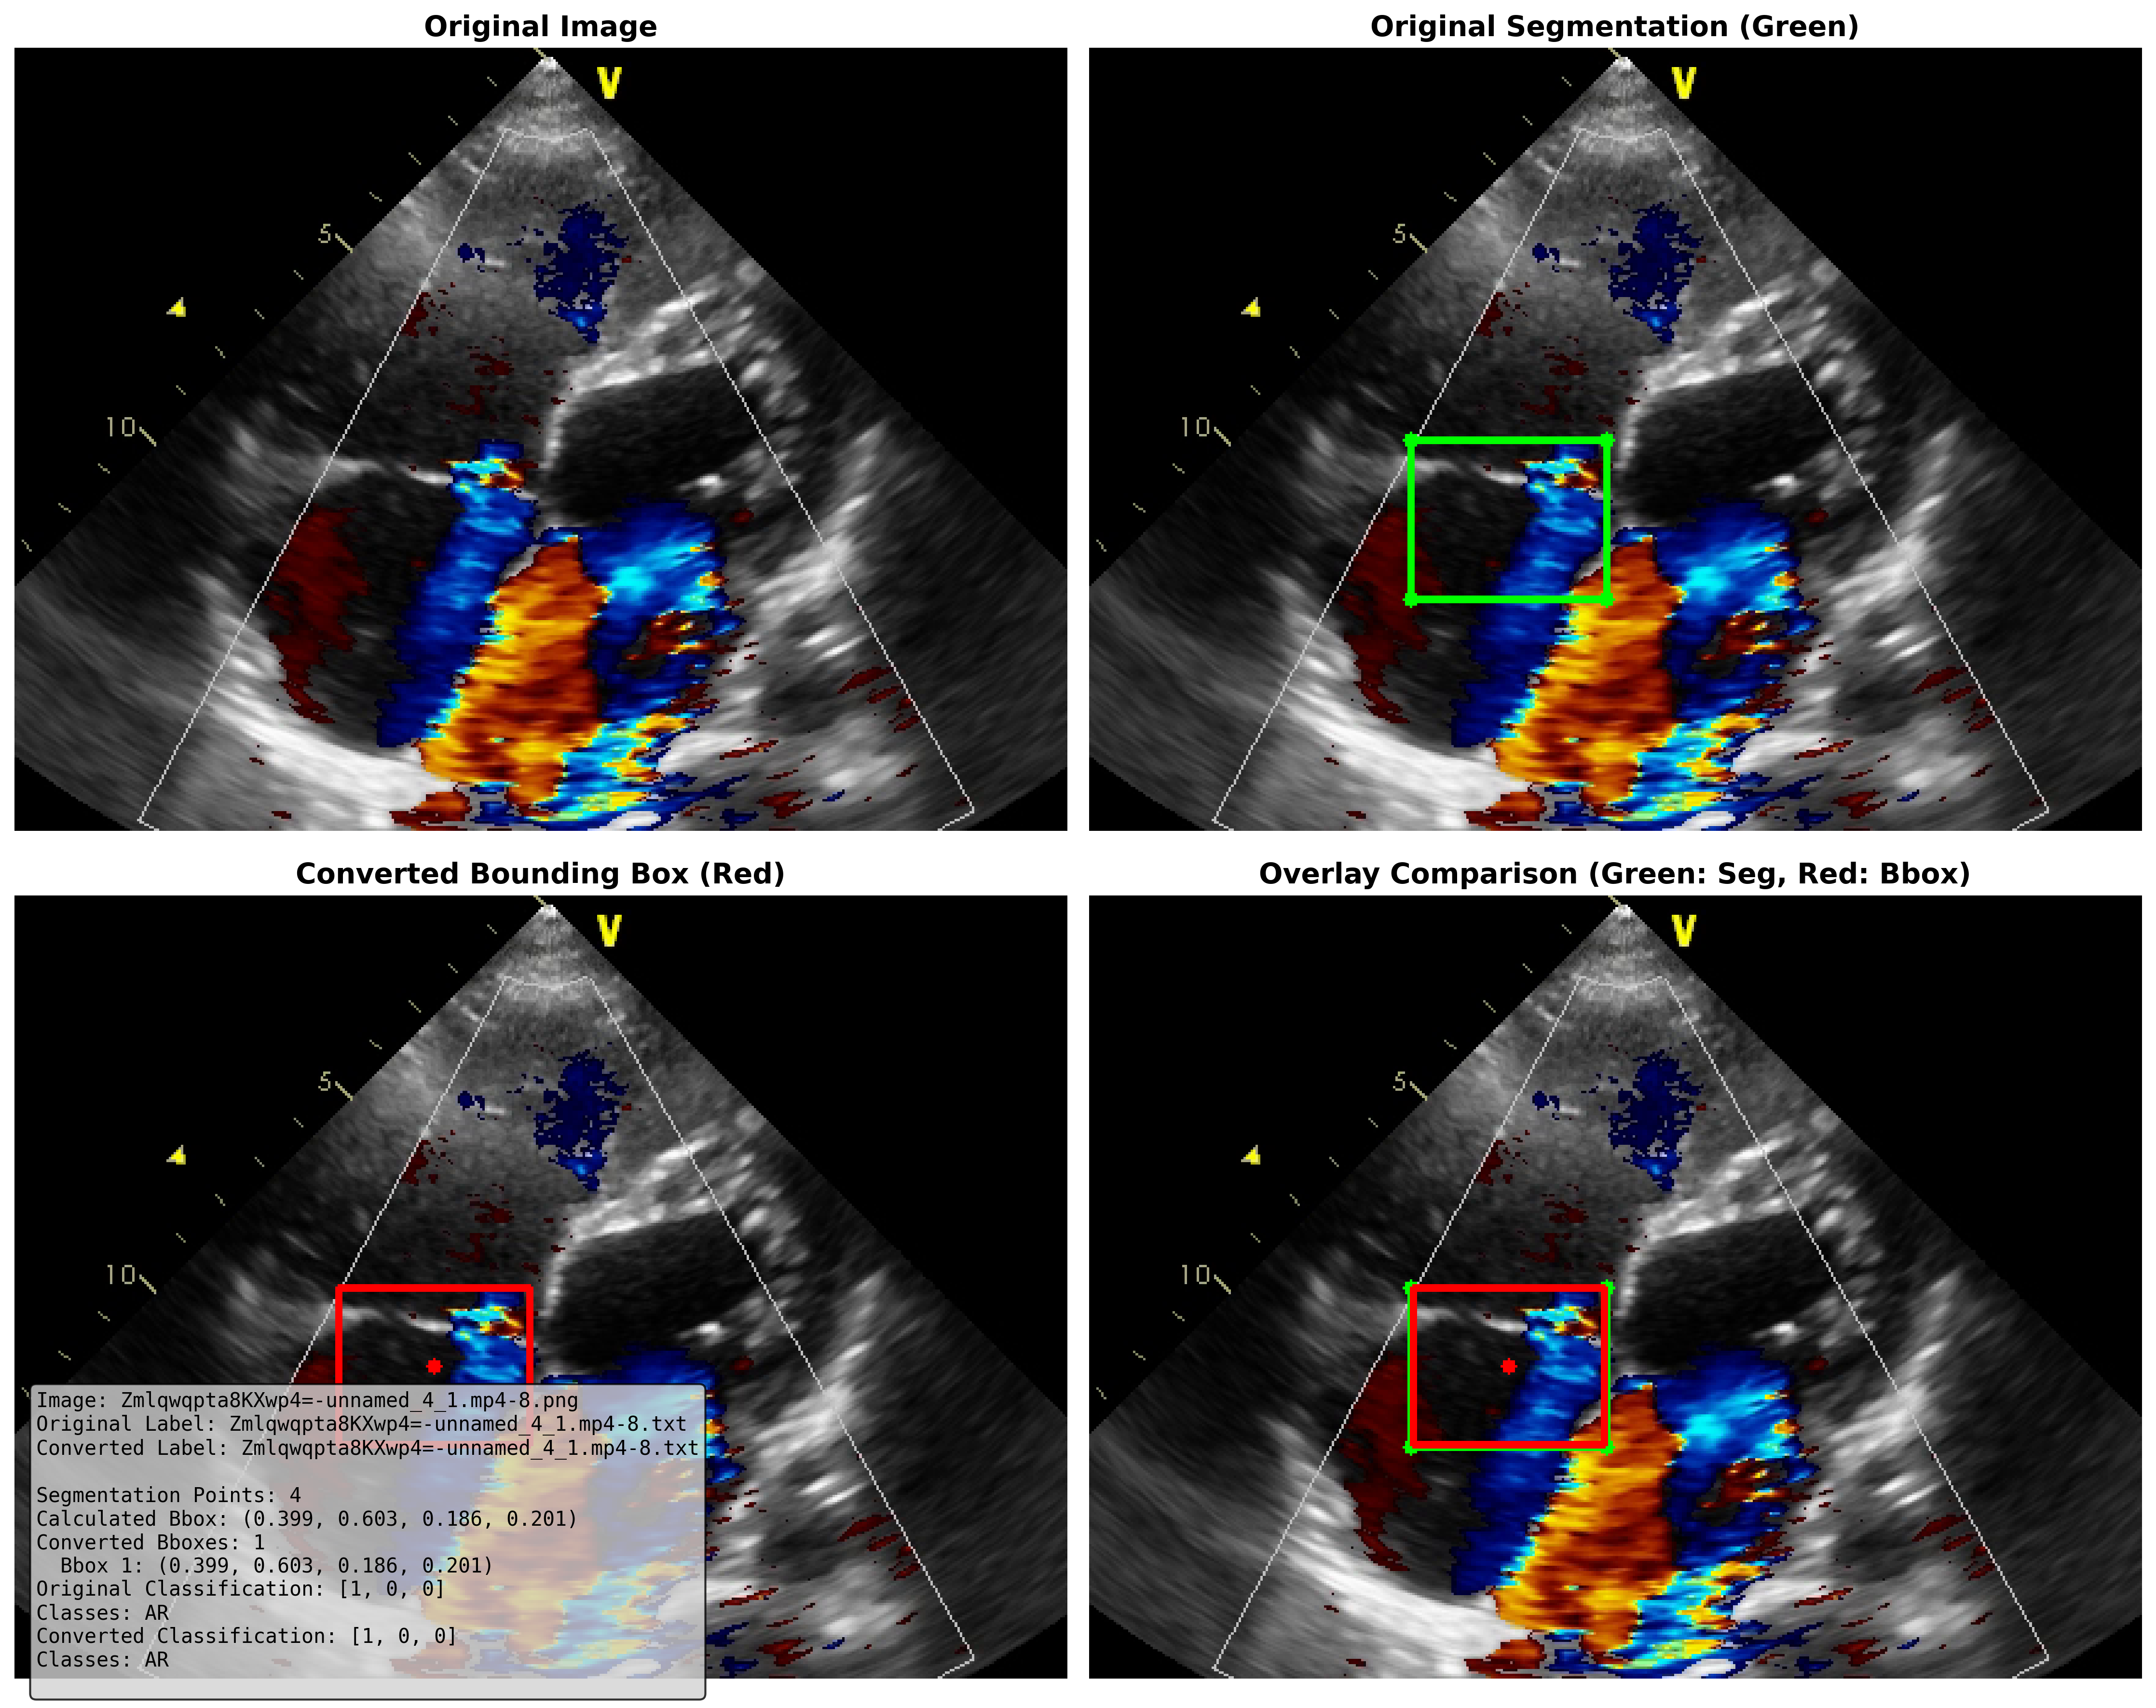 Original Image
Original Segmentation (Green)
V
5
10
V
5
10
Converted Bounding Box (Red)
Overlay Comparison (Green: Seg, Red: Bbox)
V
5
10
V
5
10
Image: Zmlqwqpta8KXwp4=-unnamed_4_1.mp4-8.png
Original Label: Zmlqwqpta8KXwp4=-unnamed_4_1.mp4-8.txt
Converted Label: Zmlqwqpta8KXwp4=-unnamed_4_1.mp4-8.txt
Segmentation Points: 4
Calculated Bbox: (0.399, 0.603, 0.186, 0.201)
Converted Bboxes: 1
Bbox 1: (0.399, 0.603, 0.186, 0.201)
Original Classification: [1, 0, 0]
Classes: AR
Converted Classification: [1, 0, 0]
Classes: AR